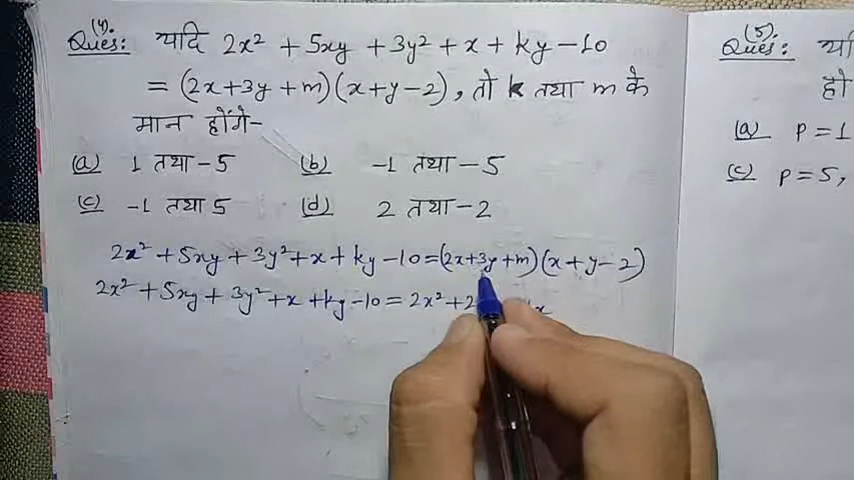 (4)
Ques: यदि 2x² + 5xy + 3y² + x + ky - 10
= (2x+3y + m)(x+y-2), तो k तथा m के
मान होंगे-
(a) 1 तथा -5 (b) -1 तथा -5
(c) -1 तथा 5 (d) 2 तथा -2
2x² + 5xy + 3y² + x + ky - 10 = (2x+3y+m)(x+y-2)
2x² + 5xy + 3y² + x + ky - 10 = 2x² + 2
(5)
Ques:
हो
(a) P = 1
(c) P = 5,